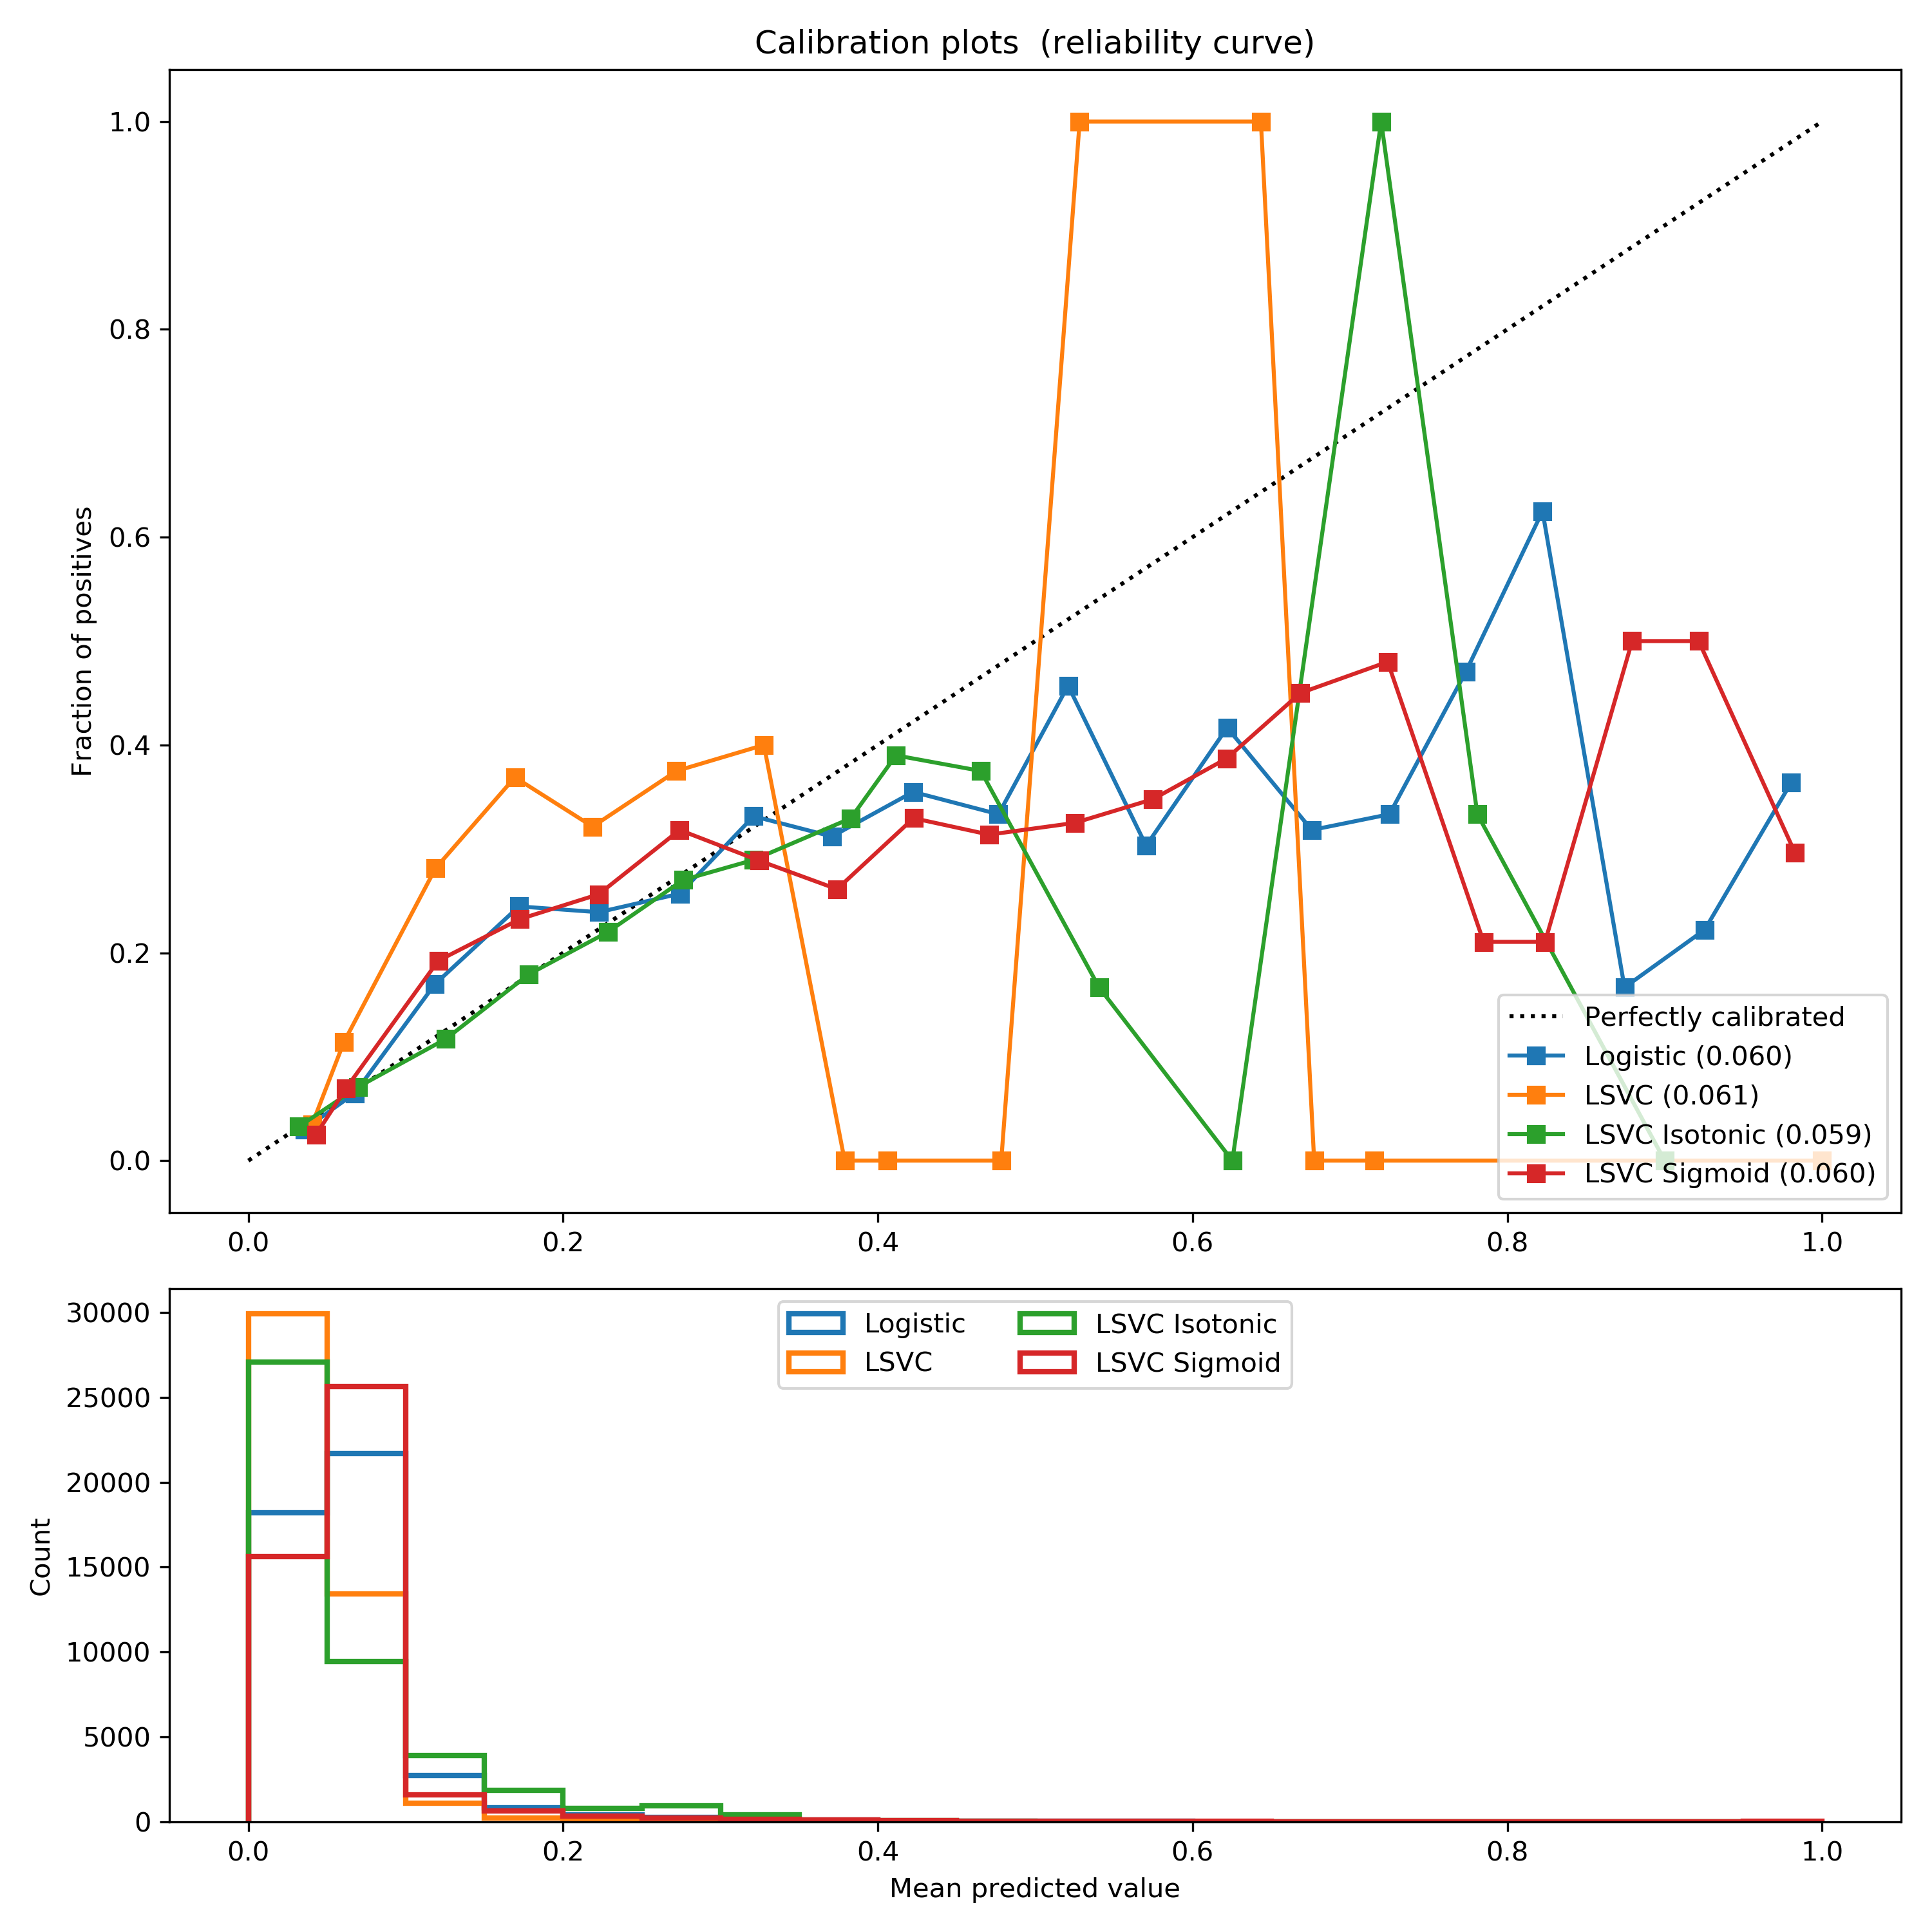 Calibration plots  (reliability curve)
1.0
0.8
0.6
0.4
0.2
0.0
Fraction of positives
0.0 0.2 0.4 0.6 0.8 1.0
Perfectly calibrated
Logistic (0.060)
LSVC (0.061)
LSVC Isotonic (0.059)
LSVC Sigmoid (0.060)
30000
25000
20000
15000
10000
5000
0
Count
Logistic
LSVC
LSVC Isotonic
LSVC Sigmoid
0.0 0.2 0.4 0.6 0.8 1.0
Mean predicted value